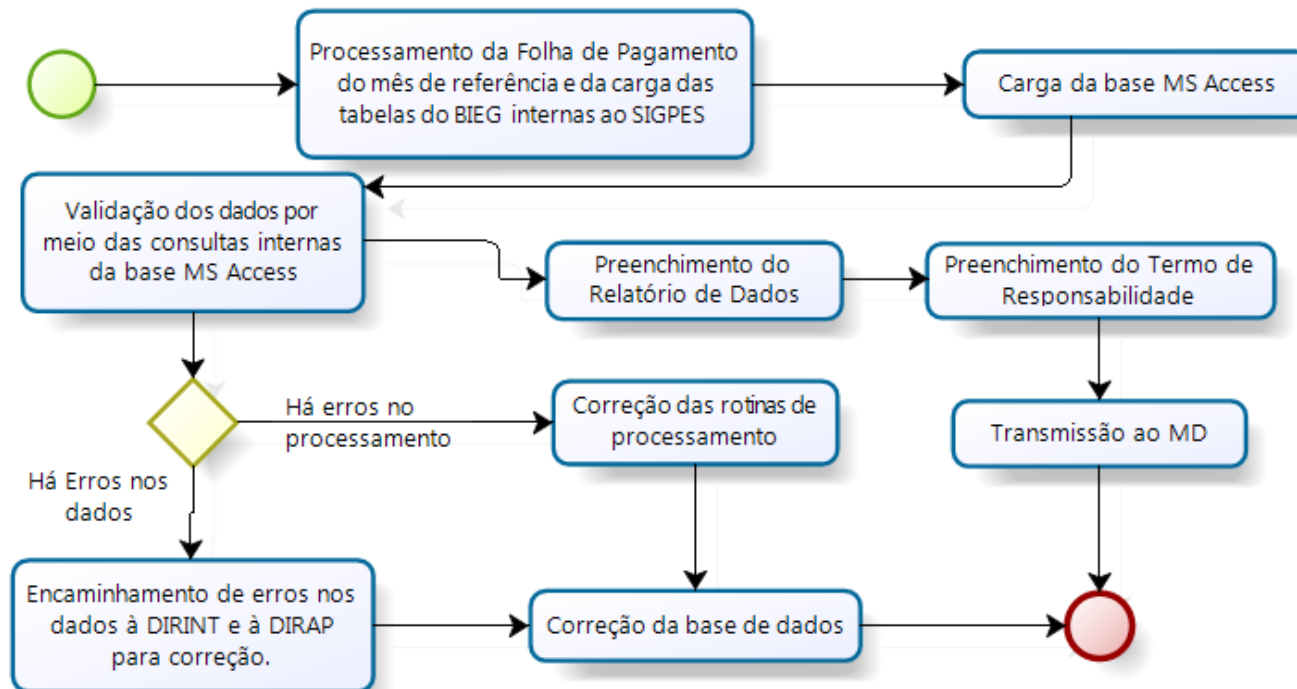 Processamento da Folha de Pagamento
do mês de referência e da carga das
tabelas do BIEG internas ao SIGPES
Carga da base MS Access
Validação dos dados por
meio das consultas internas
da base MS Access
Preenchimento do
Relatório de Dados
Preenchimento do Termo de
Responsabilidade
Há erros no
processamento
Correção das rotinas de
processamento
Transmissão ao MD
Há Erros nos
dados
Encaminhamento de erros nos
dados à DIRINT e à DIRAP
para correção.
Correção da base de dados